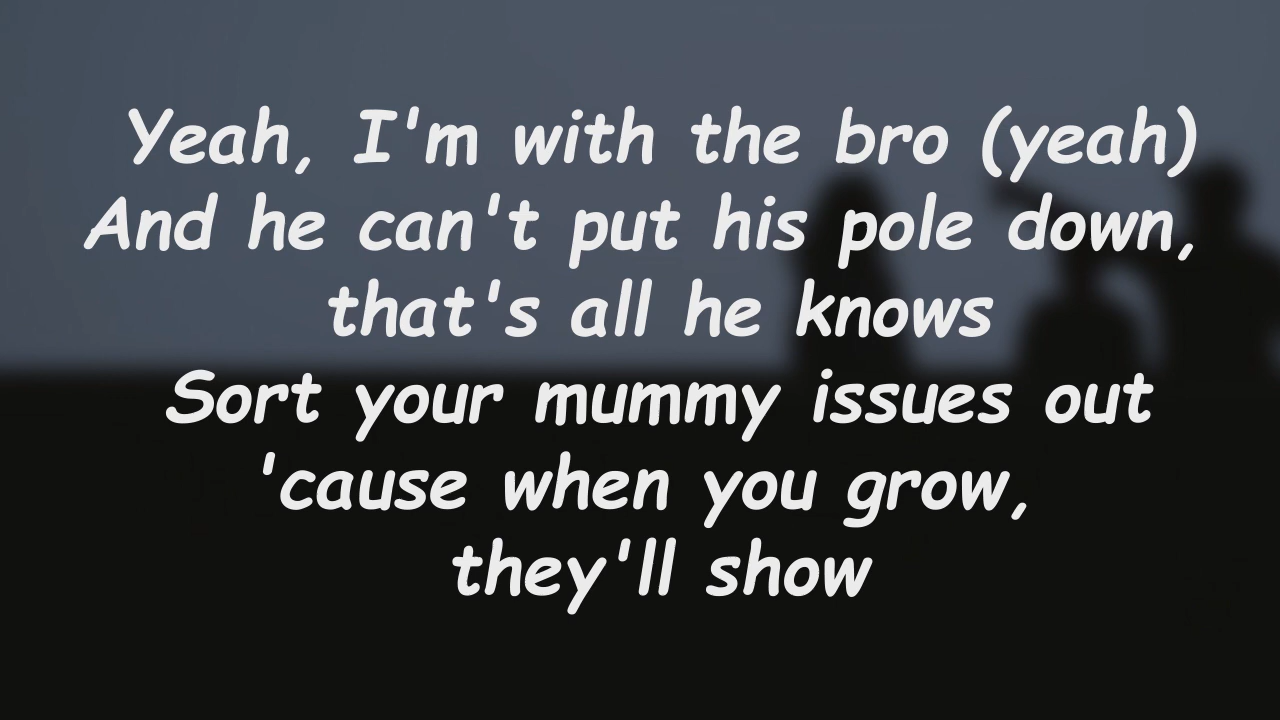 Yeah, I'm with the bro (yeah)
And he can't put his pole down,
that's all he knows
Sort your mummy issues out
'cause when you grow,
they'll show